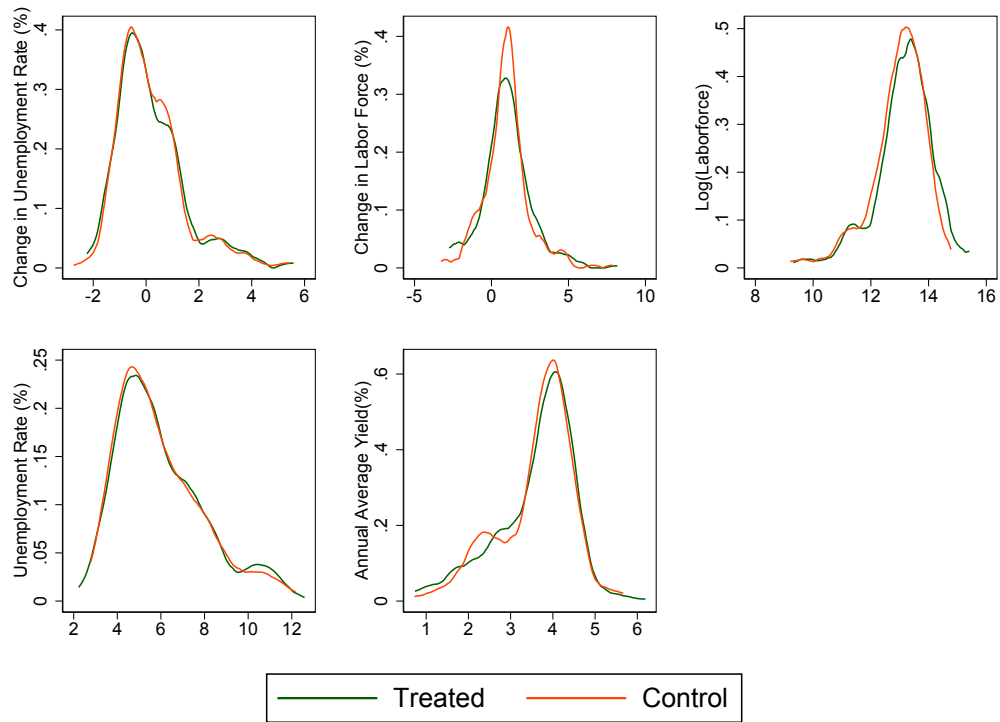 Change in Unemployment Rate (%)
0 .1 .2 .3 .4
-2 0 2 4 6
Change in Labor Force (%)
0 .1 .2 .3 .4
-5 0 5 10
Log(Laborforce)
0 .1 .2 .3 .4 .5
8 10 12 14 16
Unemployment Rate (%)
0 .05 .1 .15 .2 .25
2 4 6 8 10 12
Annual Average Yield(%)
0 .2 .4 .6
1 2 3 4 5 6
Treated Control